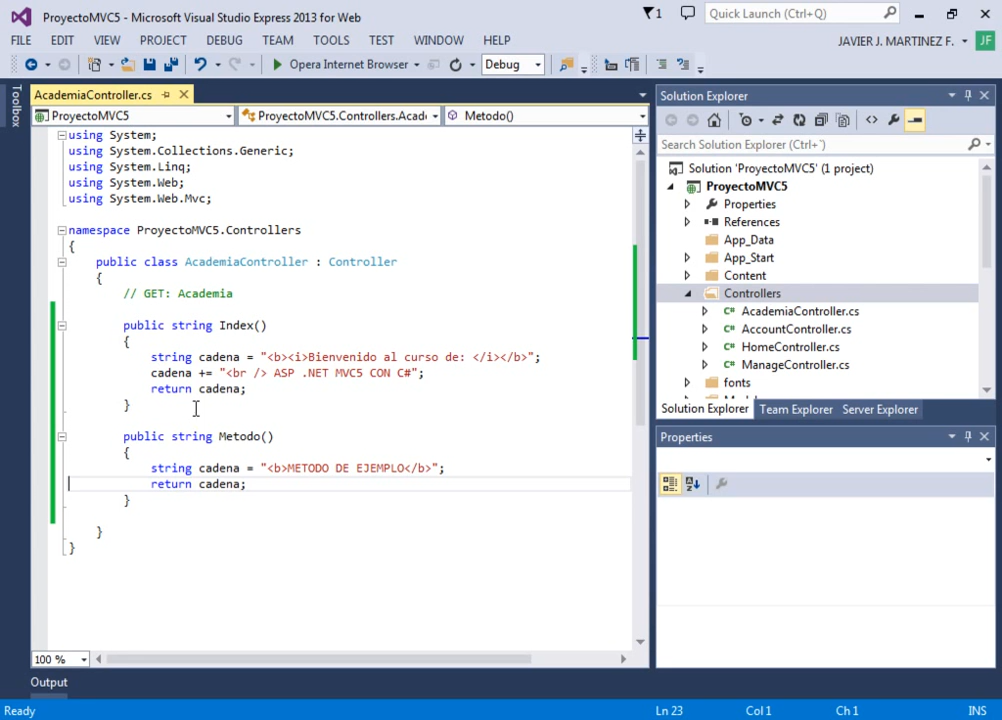 ProyectoMVC5 - Microsoft Visual Studio Express 2013 for Web
1
Quick Launch (Ctrl+Q)
FILE EDIT VIEW PROJECT DEBUG TEAM TOOLS TEST WINDOW HELP
JAVIER J. MARTINEZ F. JF
Open Internet Browser Debug
Toolbox
AcademiaController.cs
ProyectoMVC5 ProyectoMVC5.Controllers.Acad Metodo()
using System;
using System.Collections.Generic;
using System.Linq;
using System.Web;
using System.Web.Mvc;
namespace ProyectoMVC5.Controllers
{
public class AcademiaController : Controller
{
// GET: Academia
public string Index()
{
string cadena = "<b><i>Bienvenido al curso de: </i></b>";
cadena += "<br /> ASP .NET MVC5 CON C#";
return cadena;
}
public string Metodo()
{
string cadena = "<b>METODO DE EJEMPLO</b>";
return cadena;
}
}
}
100 %
Solution Explorer
Search Solution Explorer (Ctrl+¨)
Solution 'ProyectoMVC5' (1 project)
ProyectoMVC5
Properties
References
App_Data
App_Start
Content
Controllers
C# AcademiaController.cs
C# AccountController.cs
C# HomeController.cs
C# ManageController.cs
fonts
Solution Explorer Team Explorer Server Explorer
Properties
Output
Ready Ln 23 Col 1 Ch 1 INS